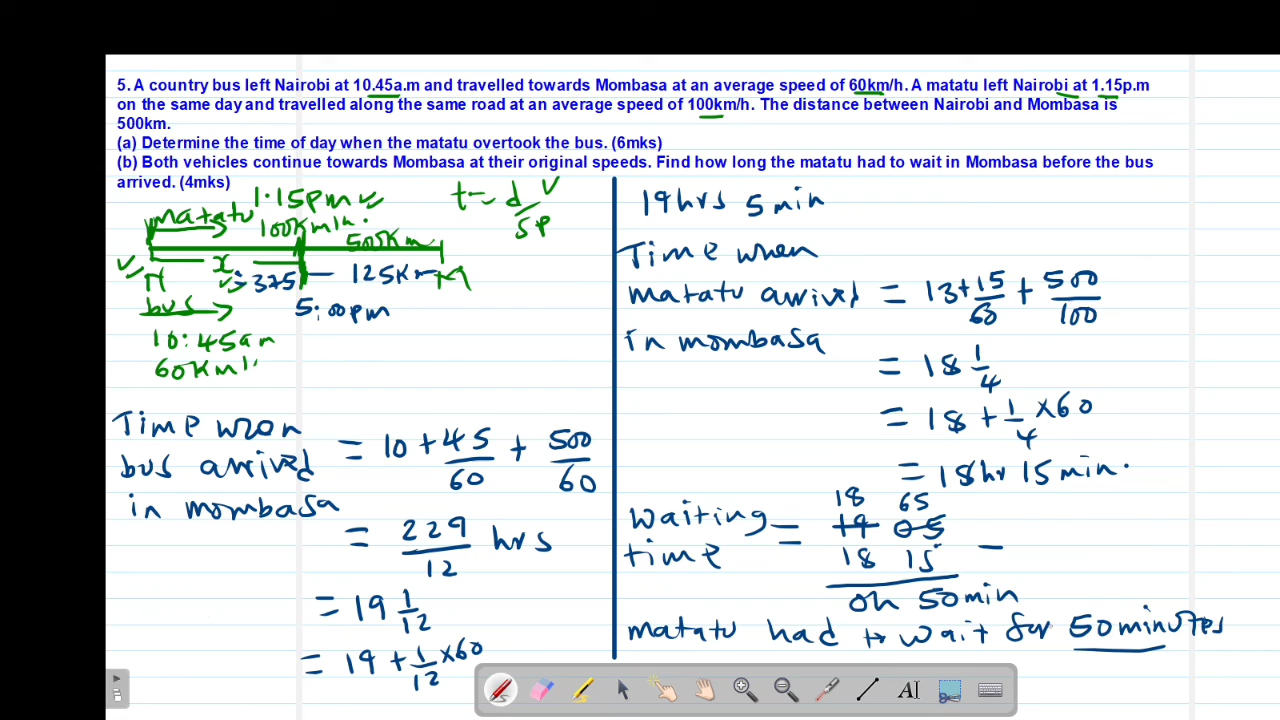 5. A country bus left Nairobi at 10.45a.m and travelled towards Mombasa at an average speed of 60km/h. A matatu left Nairobi at 1.15p.m
on the same day and travelled along the same road at an average speed of 100km/h. The distance between Nairobi and Mombasa is
500km.
(a) Determine the time of day when the matatu overtook the bus. (6mks)
(b) Both vehicles continue towards Mombasa at their original speeds. Find how long the matatu had to wait in Mombasa before the bus
arrived. (4mks)
1.15pm ✓
matatu
100Km/h.
500Km
t = d/sp ✓
✓ N x ✓ 375 125Km M
bus
5:00pm
10:45am
60Km/h
Time when
bus arrived
in mombasa
= 10 + 45/60 + 500/60
= 229/12 hrs
= 19 1/12
= 19 + 1/12 × 60
19hrs 5min
Time when
matatu arrived
in mombasa
= 13 + 15/60 + 500/100
= 18 1/4
= 18 + 1/4 × 60
= 18hr 15min.
Waiting
time
=
18 65
19 05
18 15 —
0h 50min
matatu had to wait for 50minutes